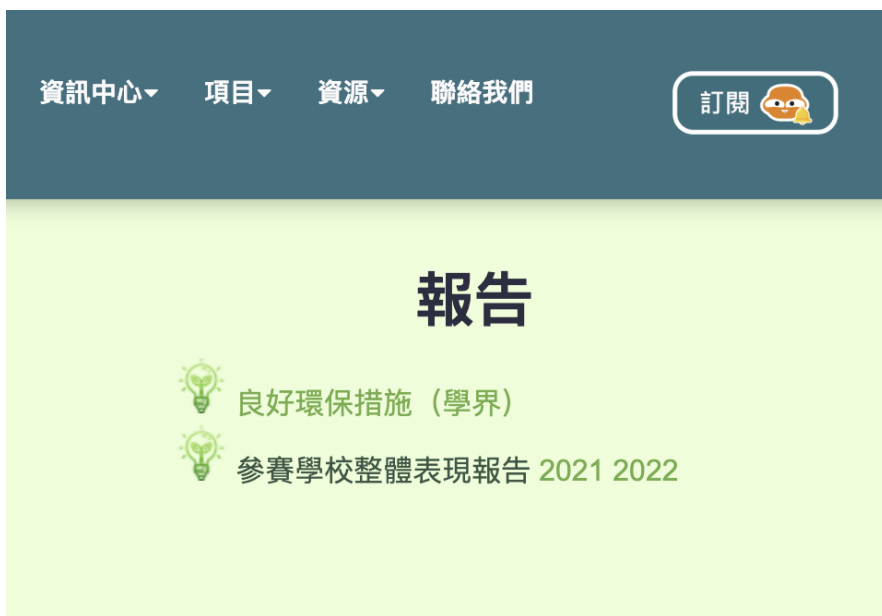 資訊中心 項目 資源 聯絡我們 訂閱
報告
良好環保措施（學界）
參賽學校整體表現報告 2021 2022